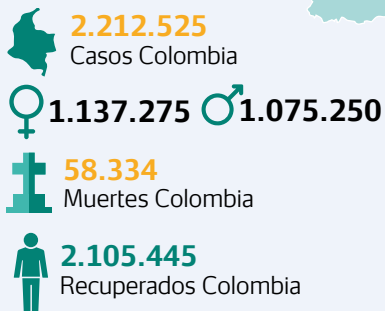 2.212.525
Casos Colombia
1.137.275 1.075.250
58.334
Muertes Colombia
2.105.445
Recuperados Colombia